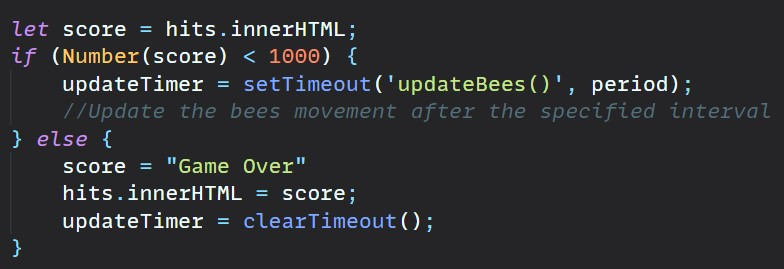 let score = hits.innerHTML;
if (Number(score) < 1000) {
    updateTimer = setTimeout('updateBees()', period);
    //Update the bees movement after the specified interval
} else {
    score = "Game Over"
    hits.innerHTML = score;
    updateTimer = clearTimeout();
}